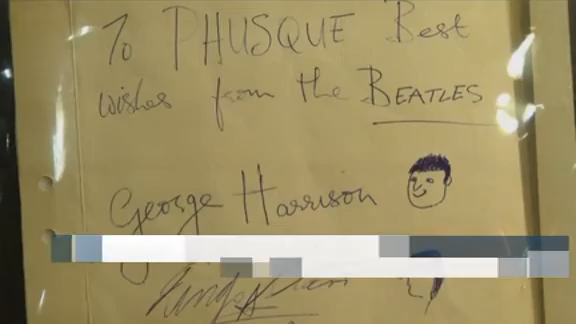 To PHUSQUE Best
wishes from the BEATLES
George Harrison